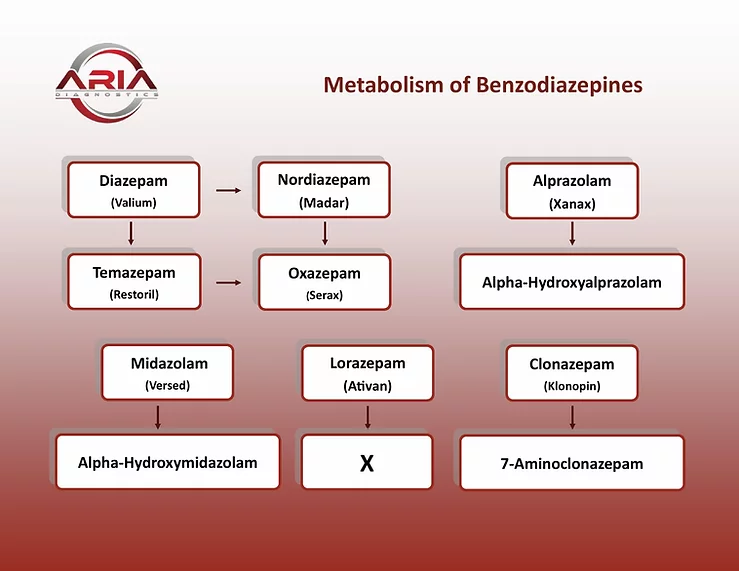 ARIA
DIAGNOSTICS
Metabolism of Benzodiazepines
Diazepam
(Valium)
Nordiazepam
(Madar)
Alprazolam
(Xanax)
Temazepam
(Restoril)
Oxazepam
(Serax)
Alpha-Hydroxyalprazolam
Midazolam
(Versed)
Lorazepam
(Ativan)
Clonazepam
(Klonopin)
Alpha-Hydroxymidazolam
X
7-Aminoclonazepam